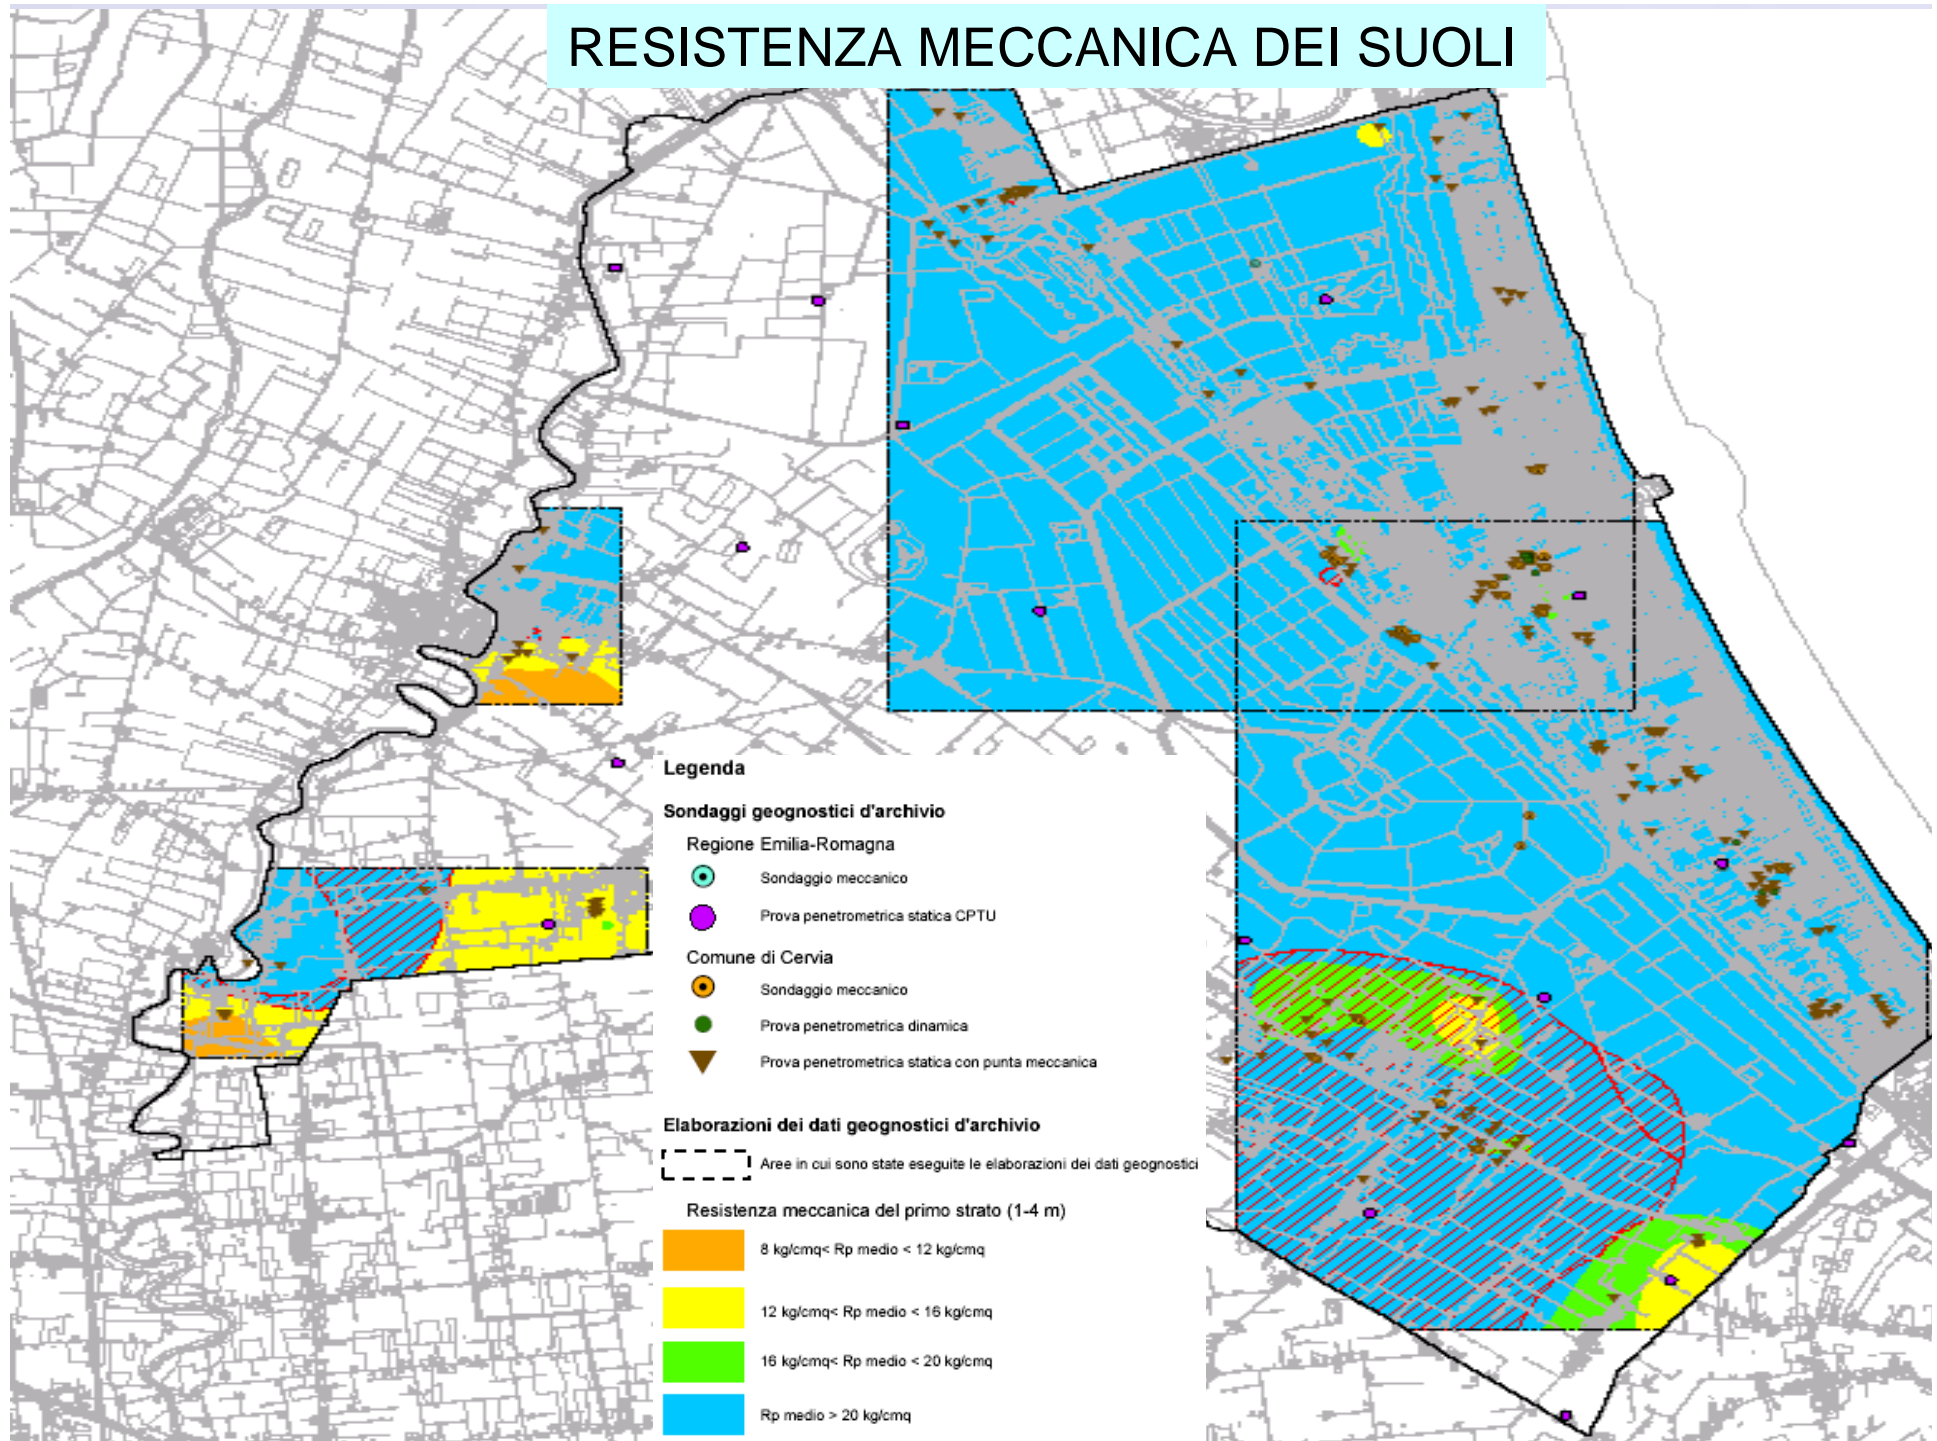 RESISTENZA MECCANICA DEI SUOLI
Legenda
Sondaggi geognostici d'archivio
Regione Emilia-Romagna
Sondaggio meccanico
Prova penetrometrica statica CPTU
Comune di Cervia
Sondaggio meccanico
Prova penetrometrica dinamica
Prova penetrometrica statica con punta meccanica
Elaborazioni dei dati geognostici d'archivio
Aree in cui sono state eseguite le elaborazioni dei dati geognostici
Resistenza meccanica del primo strato (1-4 m)
8 kg/cmq< Rp medio < 12 kg/cmq
12 kg/cmq< Rp medio < 16 kg/cmq
16 kg/cmq< Rp medio < 20 kg/cmq
Rp medio > 20 kg/cmq